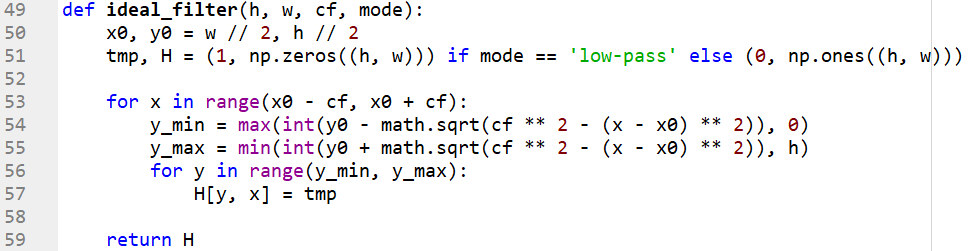 49 def ideal_filter(h, w, cf, mode):
50     x0, y0 = w // 2, h // 2
51     tmp, H = (1, np.zeros((h, w))) if mode == 'low-pass' else (0, np.ones((h, w)))
52
53     for x in range(x0 - cf, x0 + cf):
54         y_min = max(int(y0 - math.sqrt(cf ** 2 - (x - x0) ** 2)), 0)
55         y_max = min(int(y0 + math.sqrt(cf ** 2 - (x - x0) ** 2)), h)
56         for y in range(y_min, y_max):
57             H[y, x] = tmp
58
59     return H